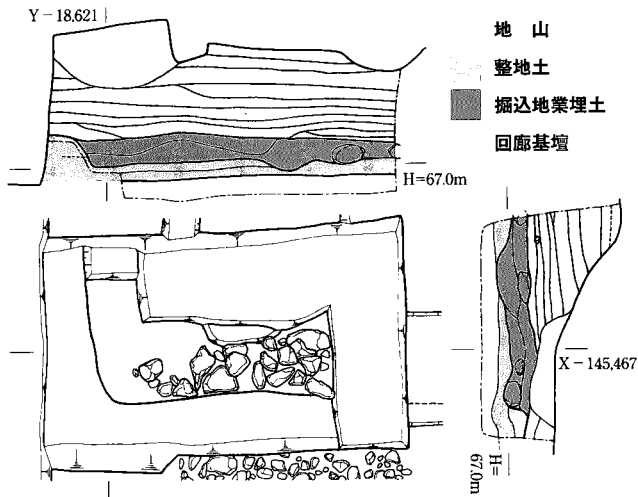 Y−18,621
地　山
整地土
掘込地業埋土
回廊基壇
H=67.0m
X−145,467
H=
67.0m